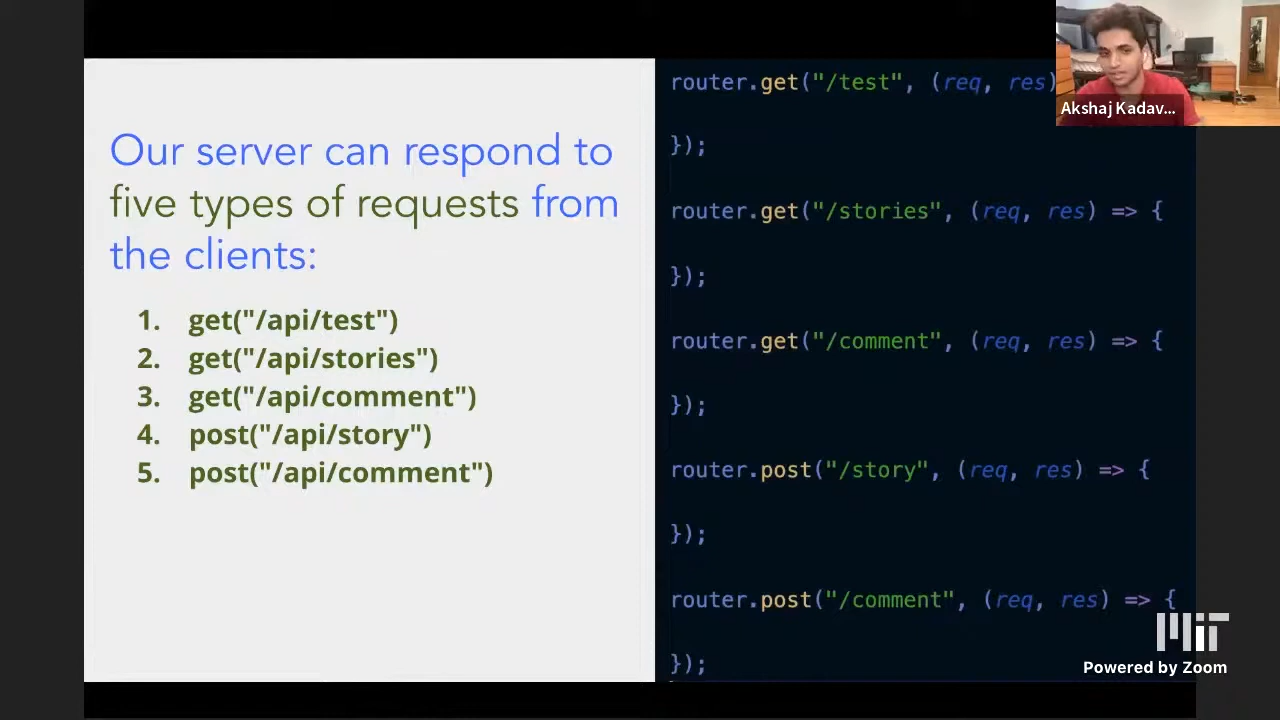 Our server can respond to
five types of requests from
the clients:
1. get("/api/test")
2. get("/api/stories")
3. get("/api/comment")
4. post("/api/story")
5. post("/api/comment")
router.get("/test", (req, res)
});
router.get("/stories", (req, res) => {
});
router.get("/comment", (req, res) => {
});
router.post("/story", (req, res) => {
});
router.post("/comment", (req, res) => {
});
Akshaj Kadav...
MIT
Powered by Zoom